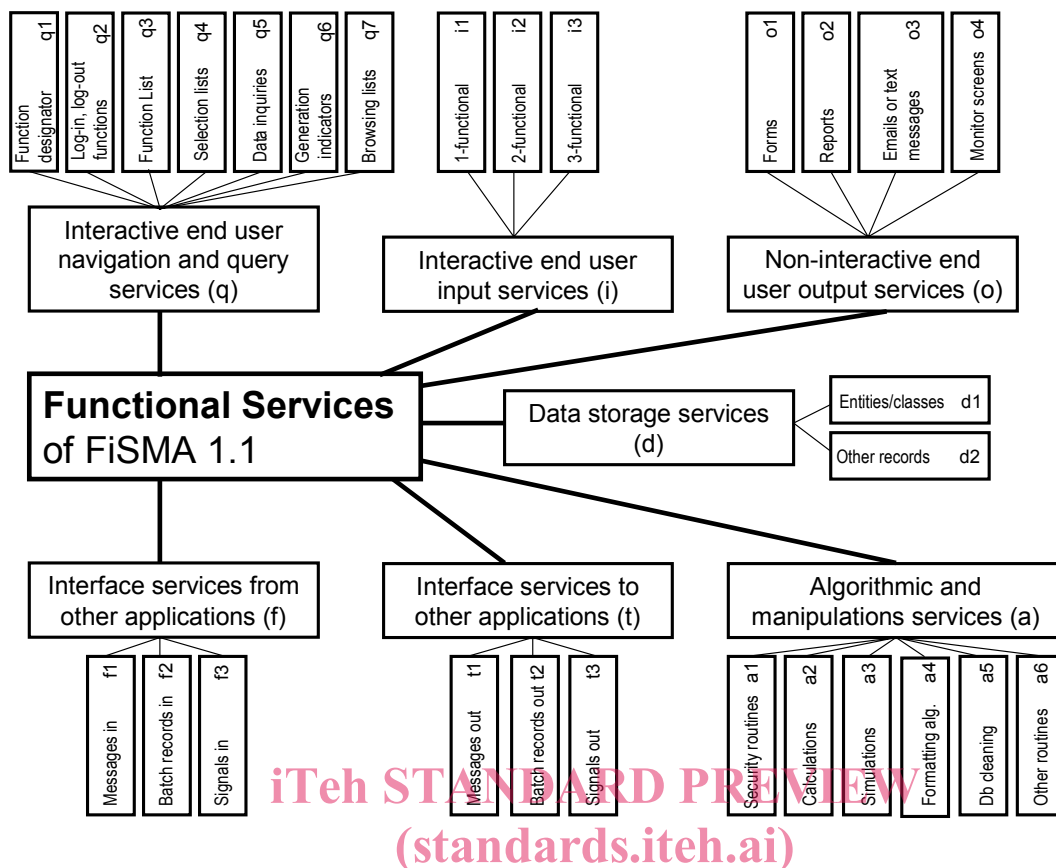 Function designator q1
Log-in, log-out functions q2
Function List q3
Selection lists q4
Data inquiries q5
Generation indicators q6
Browsing lists q7
1-functional i1
2-functional i2
3-functional i3
Forms o1
Reports o2
Emails or text messages o3
Monitor screens o4
Interactive end user
navigation and query
services (q)
Interactive end user
input services (i)
Non-interactive end
user output services (o)
Functional Services
of FiSMA 1.1
Data storage services
(d)
Entities/classes d1
Other records d2
Interface services from
other applications (f)
Interface services to
other applications (t)
Algorithmic and
manipulations services (a)
Messages in f1
Batch records in f2
Signals in f3
Messages out t1
Batch records out t2
Signals out t3
Security routines a1
Calculations a2
Simulations a3
Formatting alg. a4
Db cleaning a5
Other routines a6
iTeh STANDARD PREVIEW
(standards.iteh.ai)